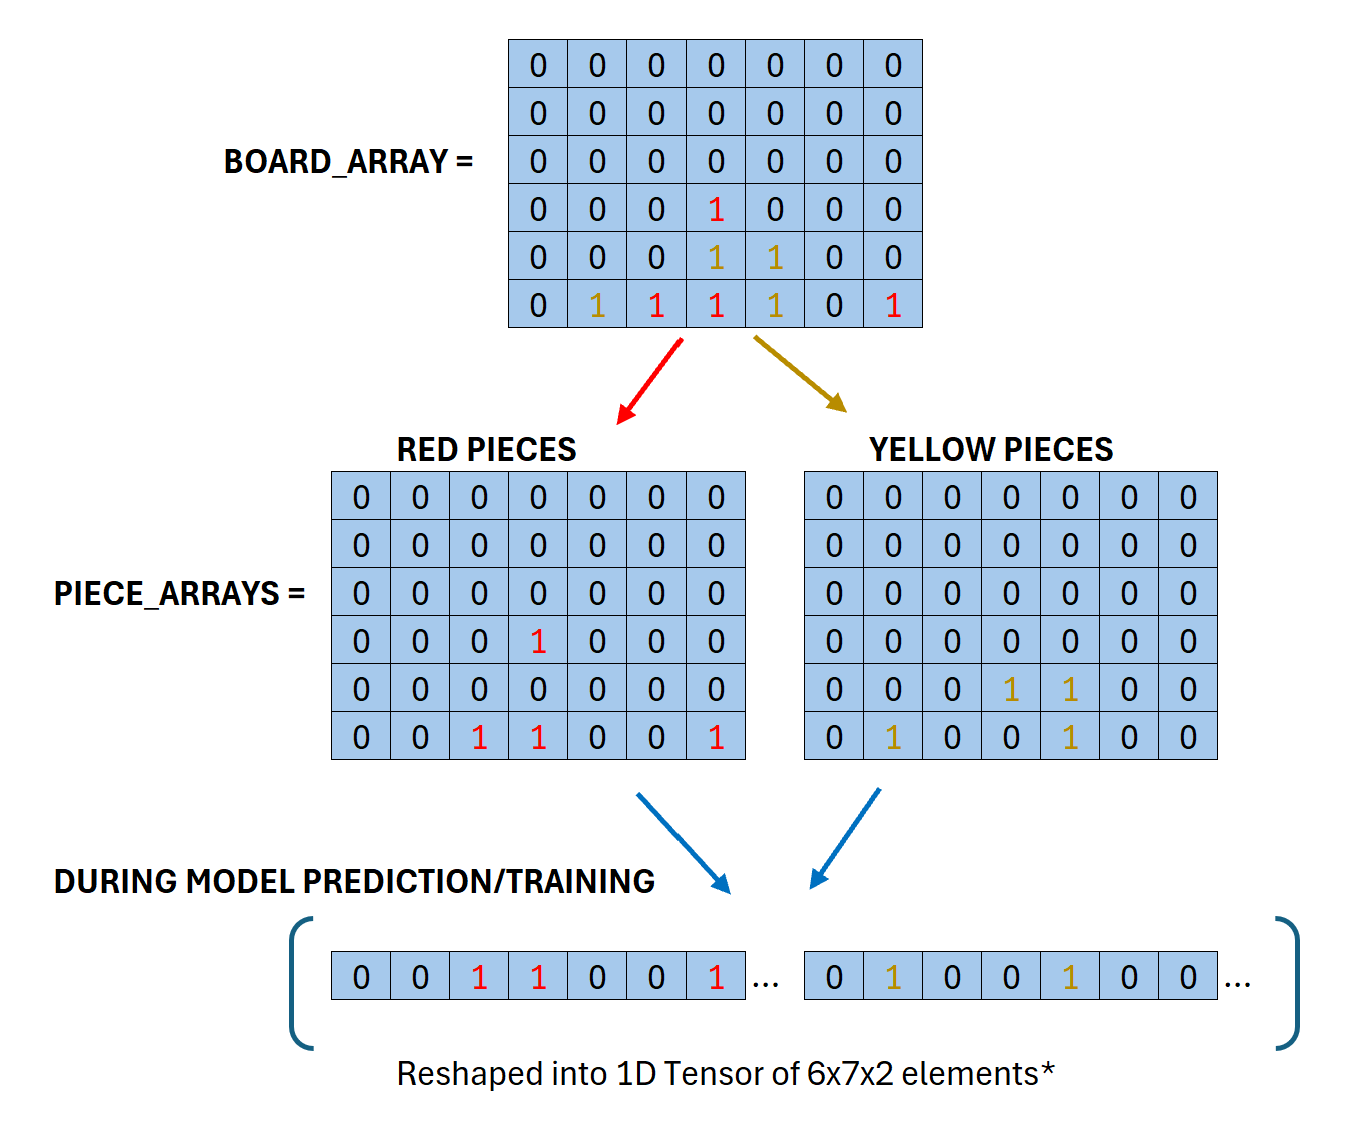 0 0 0 0 0 0 0
0 0 0 0 0 0 0
BOARD_ARRAY = 0 0 0 0 0 0 0
0 0 0 1 0 0 0
0 0 0 1 1 0 0
0 1 1 1 1 0 1
RED PIECES YELLOW PIECES
0 0 0 0 0 0 0 0 0 0 0 0 0 0
0 0 0 0 0 0 0 0 0 0 0 0 0 0
PIECE_ARRAYS = 0 0 0 0 0 0 0 0 0 0 0 0 0 0
0 0 0 1 0 0 0 0 0 0 0 0 0 0
0 0 0 0 0 0 0 0 0 0 1 1 0 0
0 0 1 1 0 0 1 0 1 0 0 1 0 0
DURING MODEL PREDICTION/TRAINING
0 0 1 1 0 0 1 ... 0 1 0 0 1 0 0 ...
Reshaped into 1D Tensor of 6x7x2 elements*